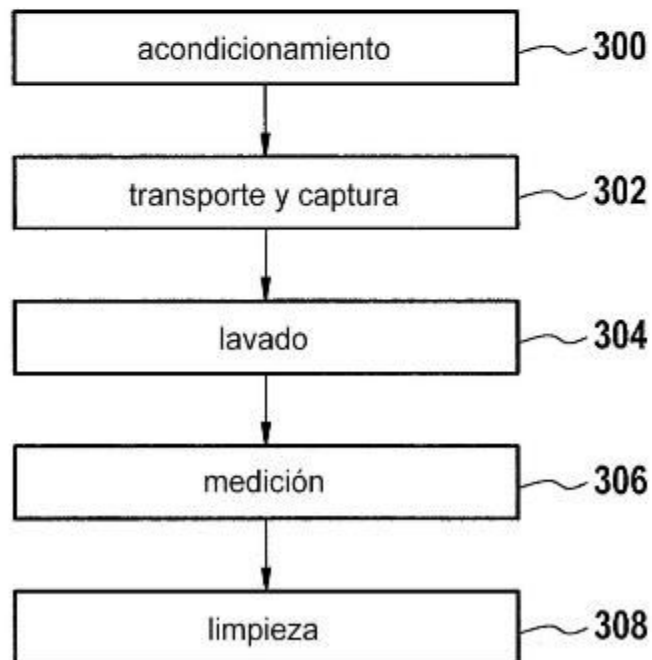 acondicionamiento 300
transporte y captura 302
lavado 304
medición 306
limpieza 308